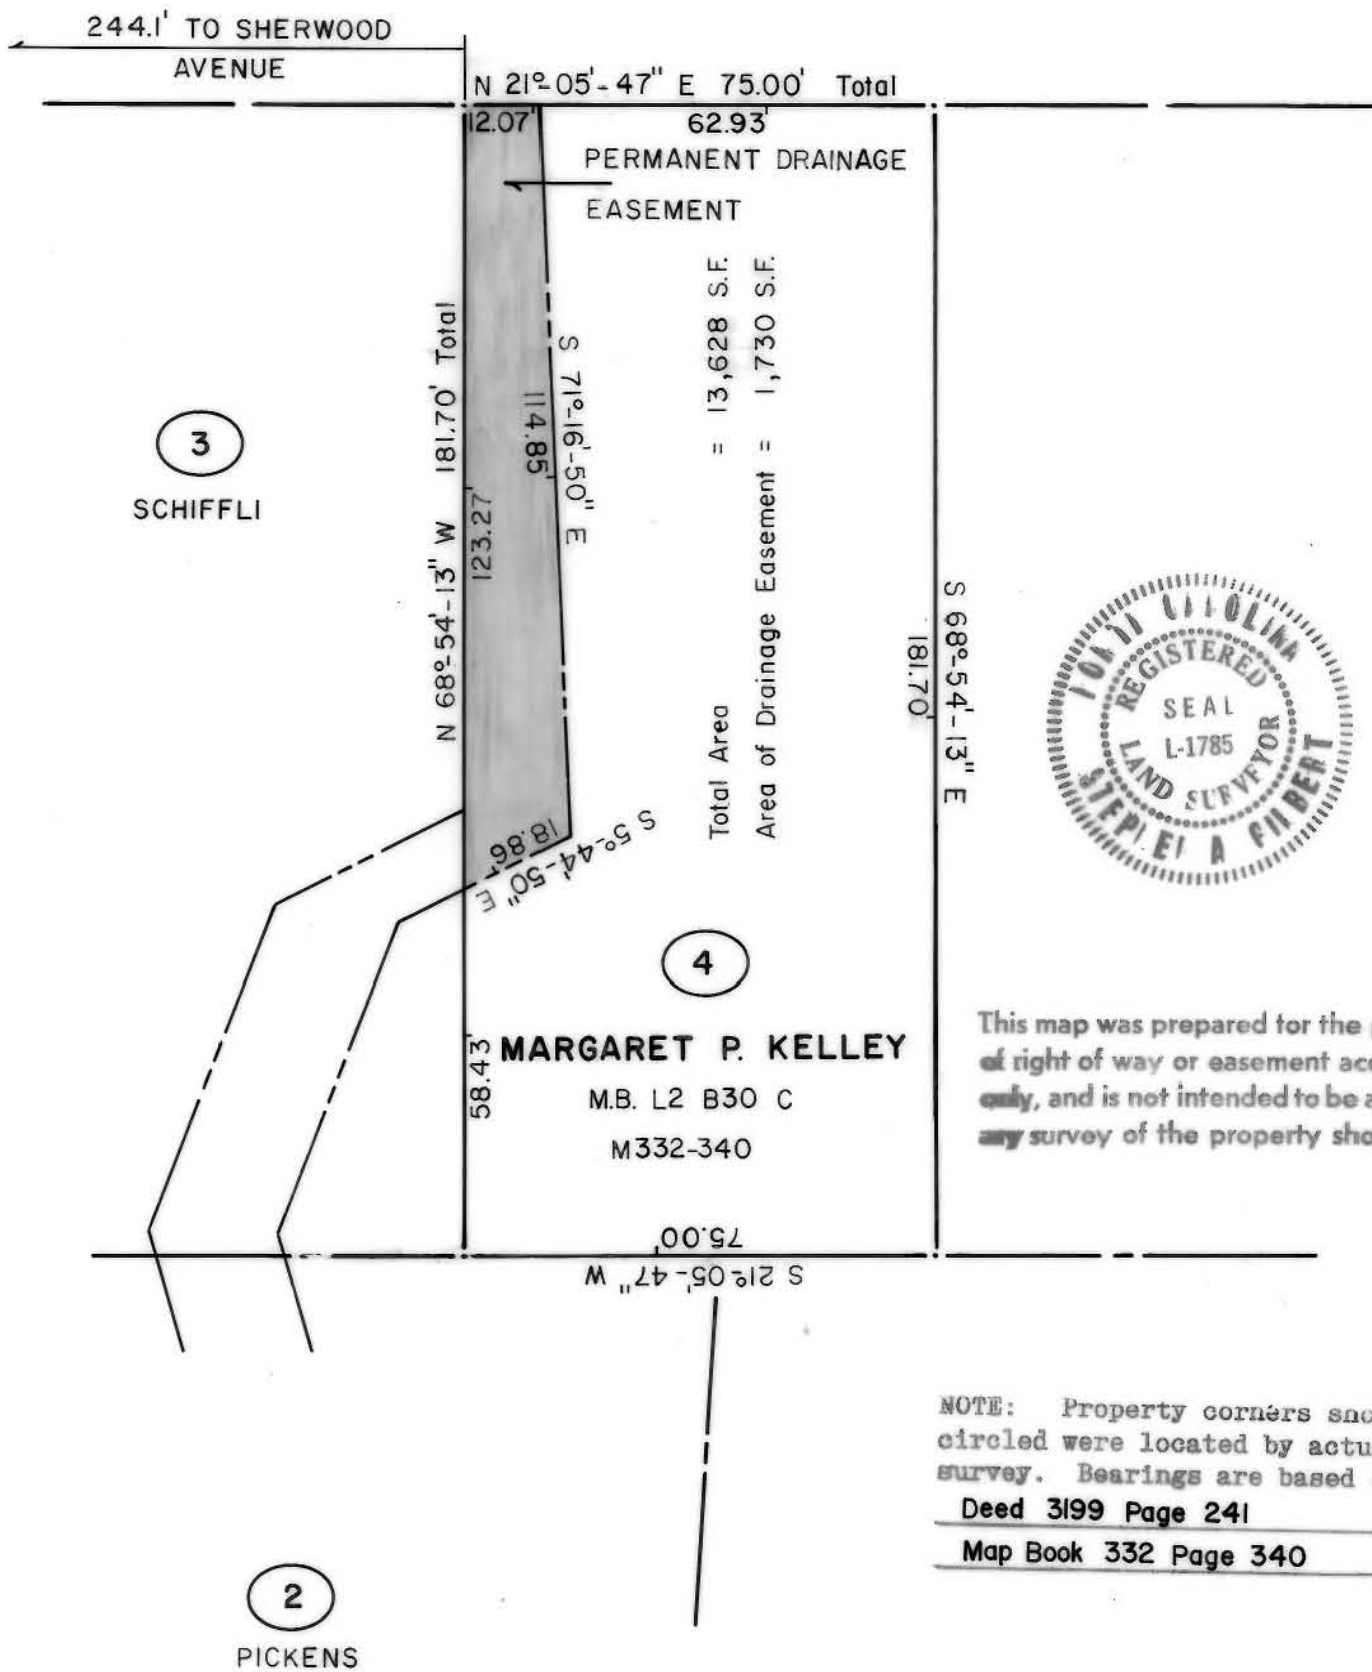 244.1' TO SHERWOOD
AVENUE
N 21°-05'-47" E 75.00' Total
12.07'
62.93'
PERMANENT DRAINAGE
EASEMENT
N 68°-54'-13" W 181.70' Total
123.27'
114.85'
S 71°-16'-50" E
Total Area = 13,628 S.F.
Area of Drainage Easement = 1,730 S.F.
S 68°-54'-13" E
181.70'
3
SCHIFFLI
18.86'
S 5°-44'-50" E
REGISTERED
LAND SURVEYOR
SEAL
L-1785
4
MARGARET P. KELLEY
M.B. L2 B30 C
M332-340
58.43'
75.00'
S 21°-05'-47" W
This map was prepared for the
of right of way or easement
only, and is not intended to be
any survey of the property
NOTE: Property corners
circled were located by
survey. Bearings are based
Deed 3199 Page 241
Map Book 332 Page 340
2
PICKENS